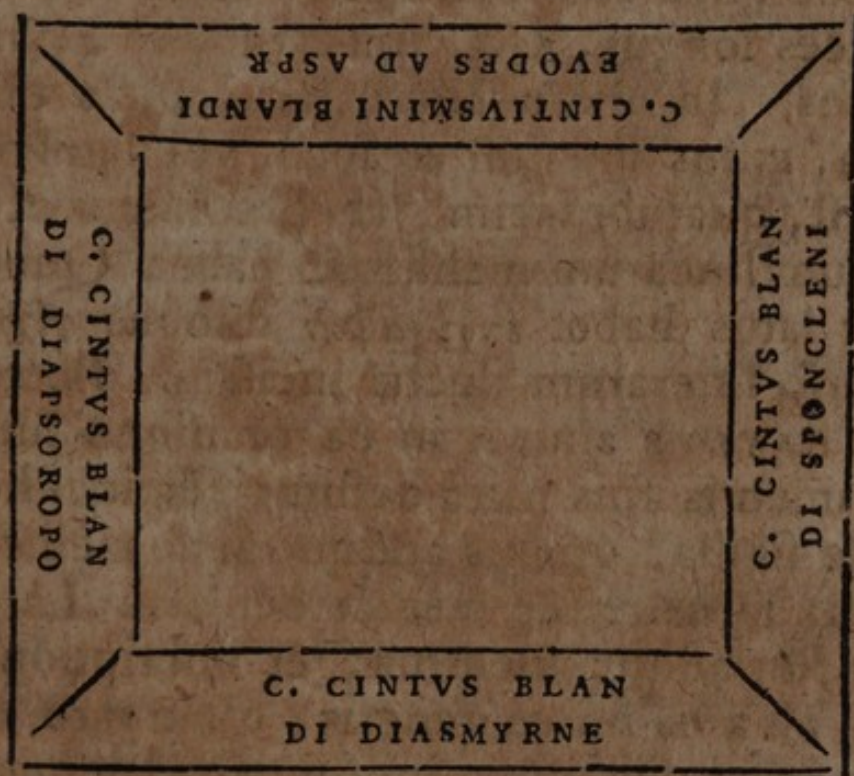 C. CINTIVSMINI BLANDI
EVODES AD ASPR
C. CINTVS BLAN
DI DIAPSOROPO
C. CINTVS BLAN
DI SPONCLENI
C. CINTVS BLAN
DI DIASMYRNE